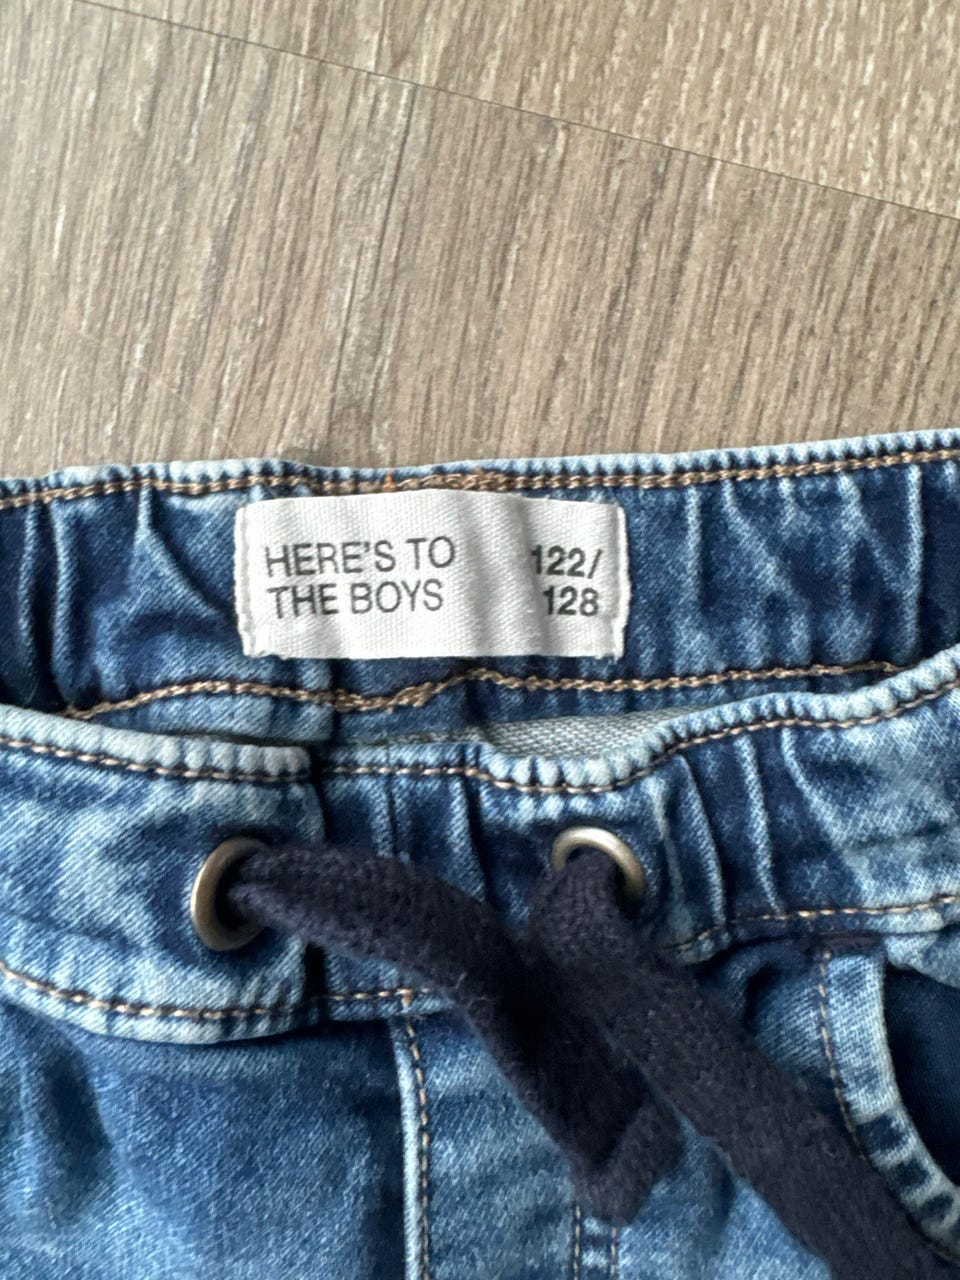 HERE'S TO
THE BOYS
122/
128